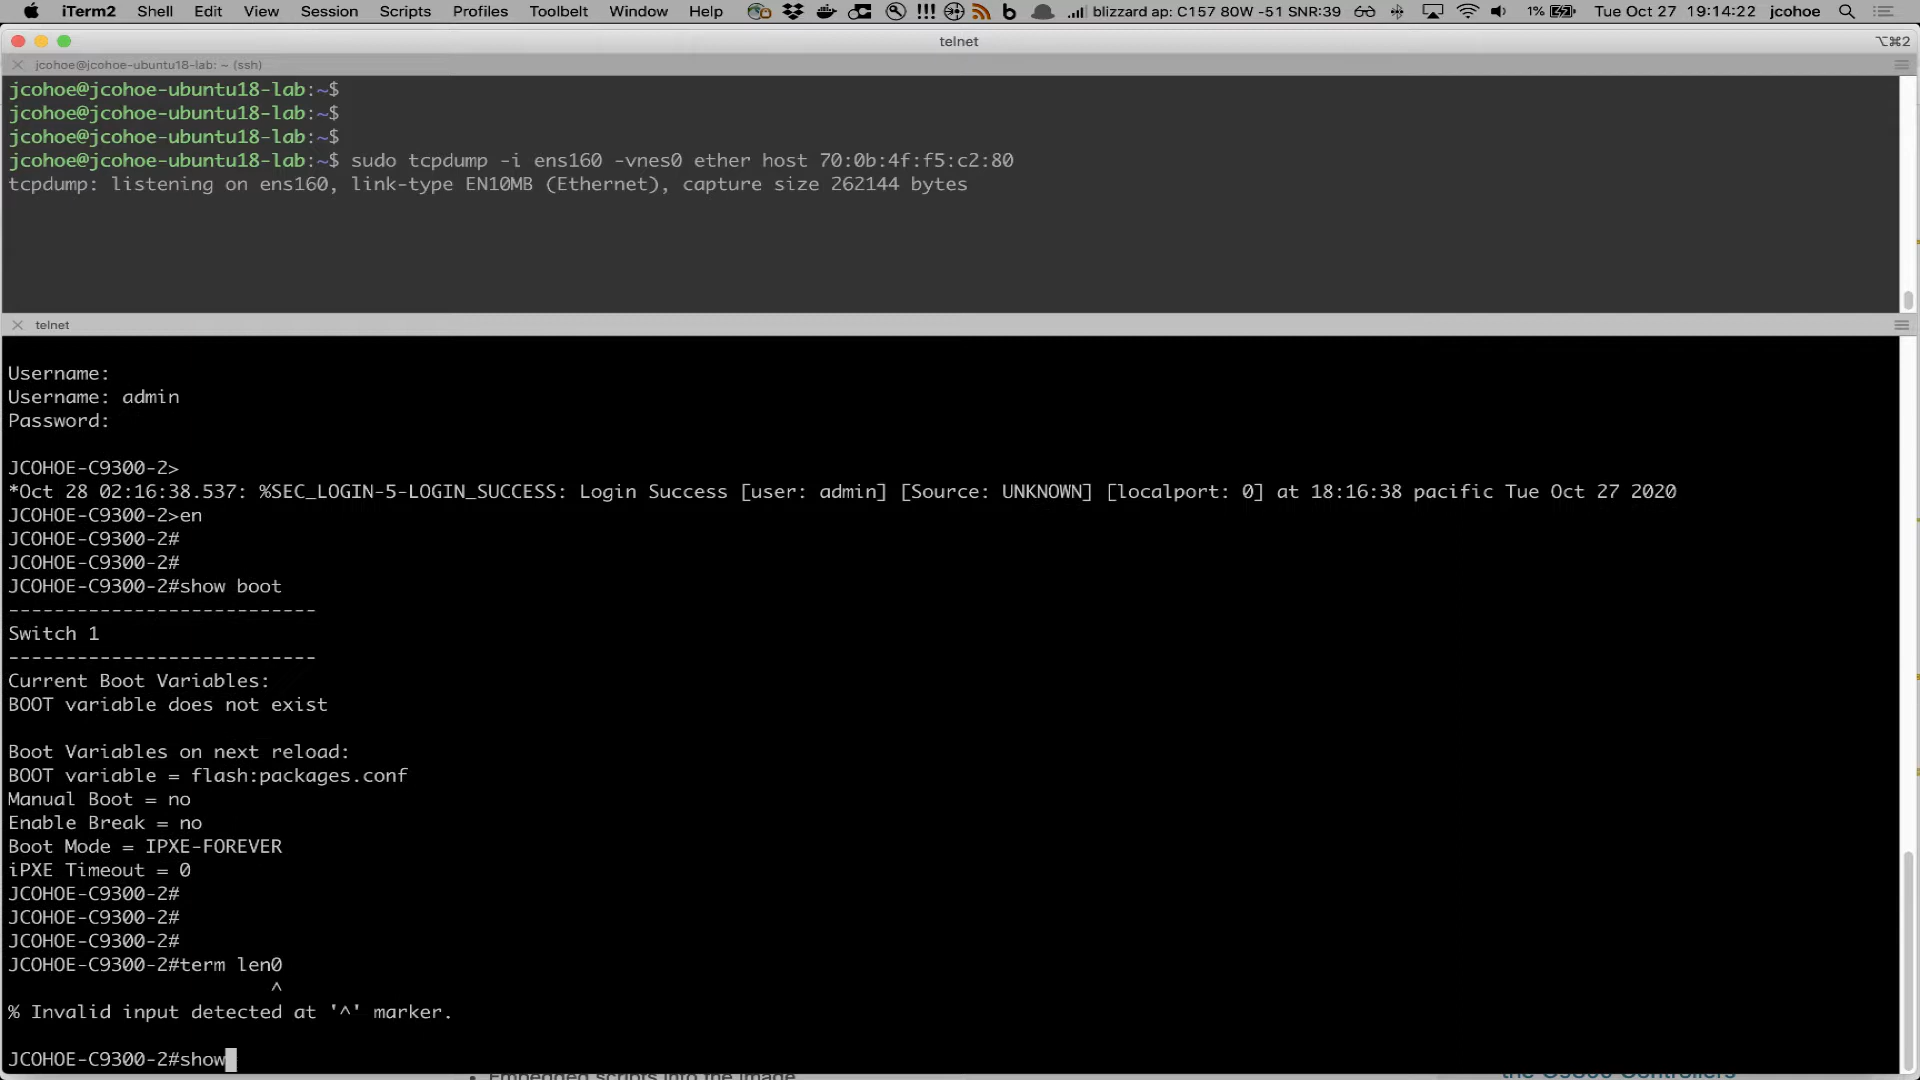 iTerm2 Shell Edit View Session Scripts Profiles Toolbelt Window Help !!! b blizzard ap: C157 80W -51 SNR:39 1% Tue Oct 27 19:14:22 jcohoe
telnet ⌥⌘2
jcohoe@jcohoe-ubuntu18-lab: ~ (ssh)
jcohoe@jcohoe-ubuntu18-lab:~$
jcohoe@jcohoe-ubuntu18-lab:~$
jcohoe@jcohoe-ubuntu18-lab:~$
jcohoe@jcohoe-ubuntu18-lab:~$ sudo tcpdump -i ens160 -vnes0 ether host 70:0b:4f:f5:c2:80
tcpdump: listening on ens160, link-type EN10MB (Ethernet), capture size 262144 bytes
telnet
Username:
Username: admin
Password:
JCOHOE-C9300-2>
*Oct 28 02:16:38.537: %SEC_LOGIN-5-LOGIN_SUCCESS: Login Success [user: admin] [Source: UNKNOWN] [localport: 0] at 18:16:38 pacific Tue Oct 27 2020
JCOHOE-C9300-2>en
JCOHOE-C9300-2#
JCOHOE-C9300-2#
JCOHOE-C9300-2#show boot
---------------------------
Switch 1
---------------------------
Current Boot Variables:
BOOT variable does not exist
Boot Variables on next reload:
BOOT variable = flash:packages.conf
Manual Boot = no
Enable Break = no
Boot Mode = IPXE-FOREVER
iPXE Timeout = 0
JCOHOE-C9300-2#
JCOHOE-C9300-2#
JCOHOE-C9300-2#
JCOHOE-C9300-2#term len0
^
% Invalid input detected at '^' marker.
JCOHOE-C9300-2#show
Embedded scripts into the image
the C9800 Controllers